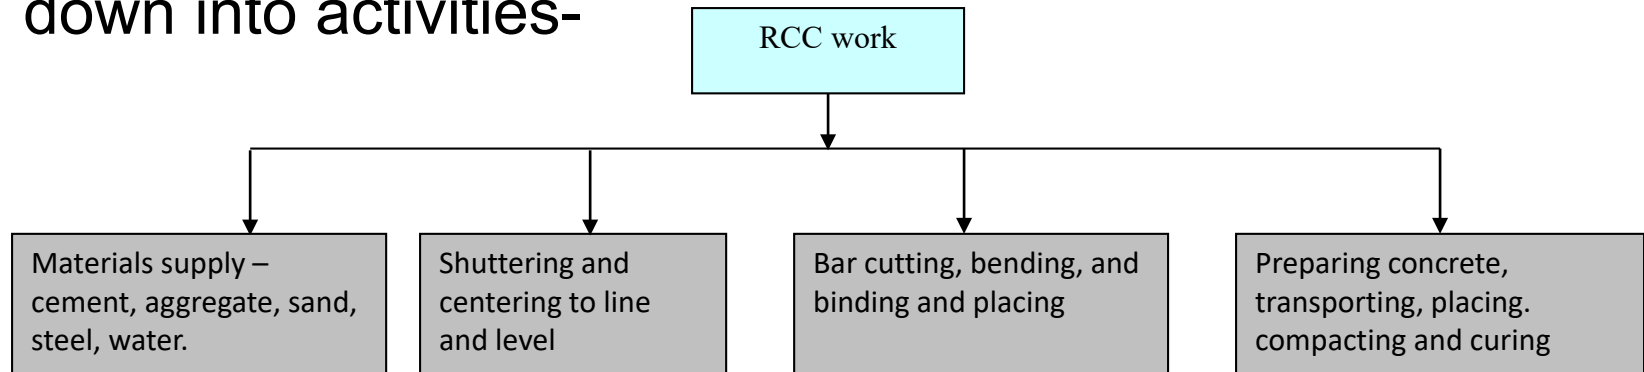 down into activities-
RCC work
Materials supply –
cement, aggregate, sand,
steel, water.
Shuttering and
centering to line
and level
Bar cutting, bending, and
binding and placing
Preparing concrete,
transporting, placing.
compacting and curing